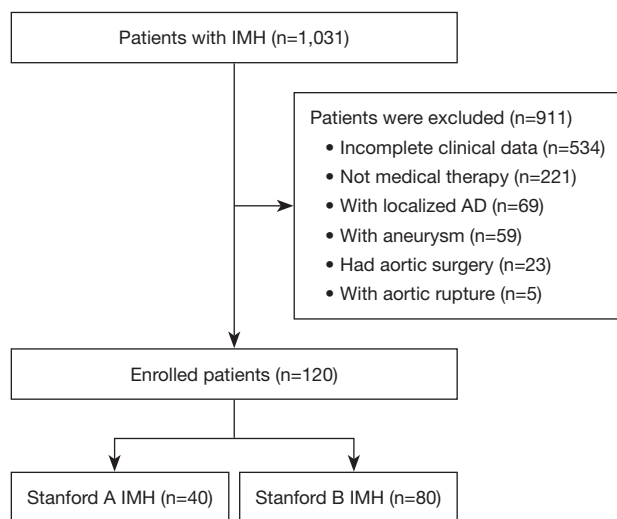 Patients with IMH (n=1,031)
Patients were excluded (n=911)
• Incomplete clinical data (n=534)
• Not medical therapy (n=221)
• With localized AD (n=69)
• With aneurysm (n=59)
• Had aortic surgery (n=23)
• With aortic rupture (n=5)
Enrolled patients (n=120)
Stanford A IMH (n=40)
Stanford B IMH (n=80)